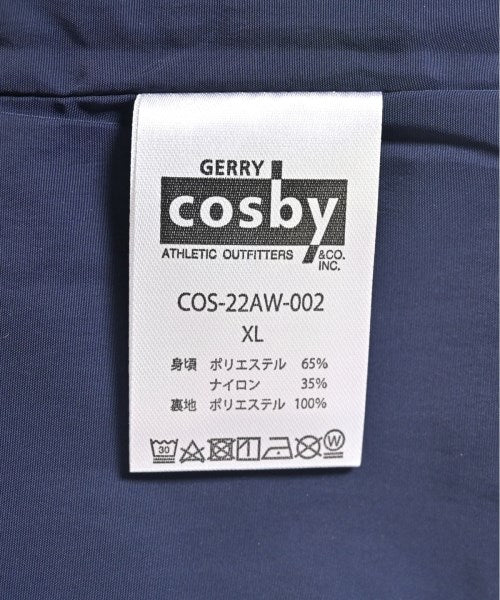 GERRY
cosby
ATHLETIC OUTFITTERS &CO. INC.
COS-22AW-002
XL
身頃 ポリエステル 65%
ナイロン 35%
裏地 ポリエステル 100%
30 W